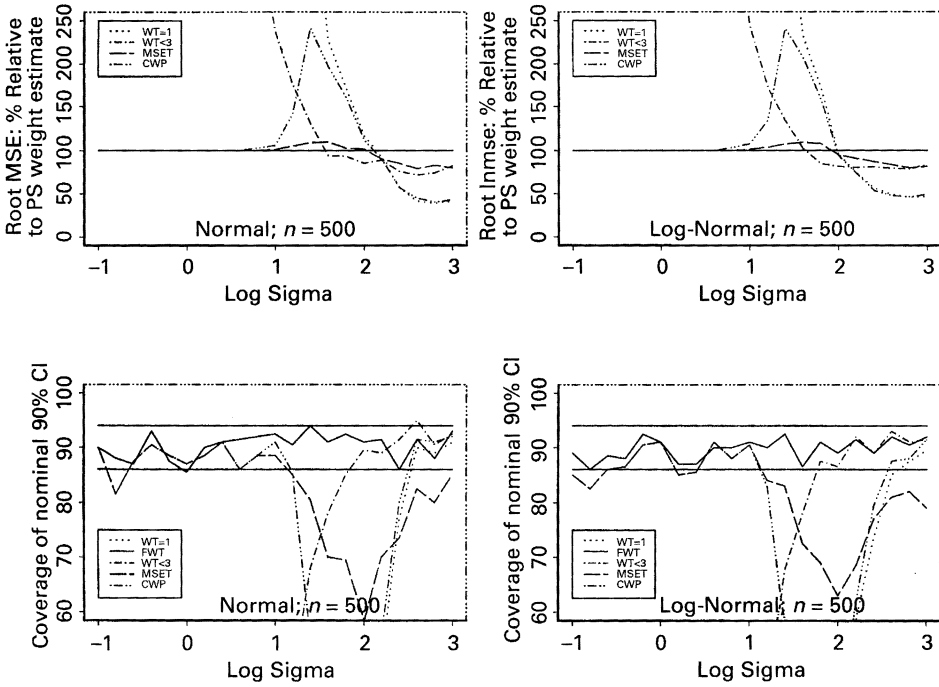 Root MSE: % Relative
to PS weight estimate
250
200
150
100
50
0
WT=1
WT<3
MSET
CWP
Normal; n = 500
−1 0 1 2 3
Log Sigma
Root Inmse: % Relative
to PS weight estimate
250
200
150
100
50
0
WT=1
WT<3
MSET
CWP
Log-Normal; n = 500
−1 0 1 2 3
Log Sigma
Coverage of nominal 90% CI
100
90
80
70
60
WT=1
FWT
WT<3
MSET
CWP
Normal; n = 500
−1 0 1 2 3
Log Sigma
Coverage of nominal 90% CI
100
90
80
70
60
WT=1
FWT
WT<3
MSET
CWP
Log-Normal; n = 500
−1 0 1 2 3
Log Sigma